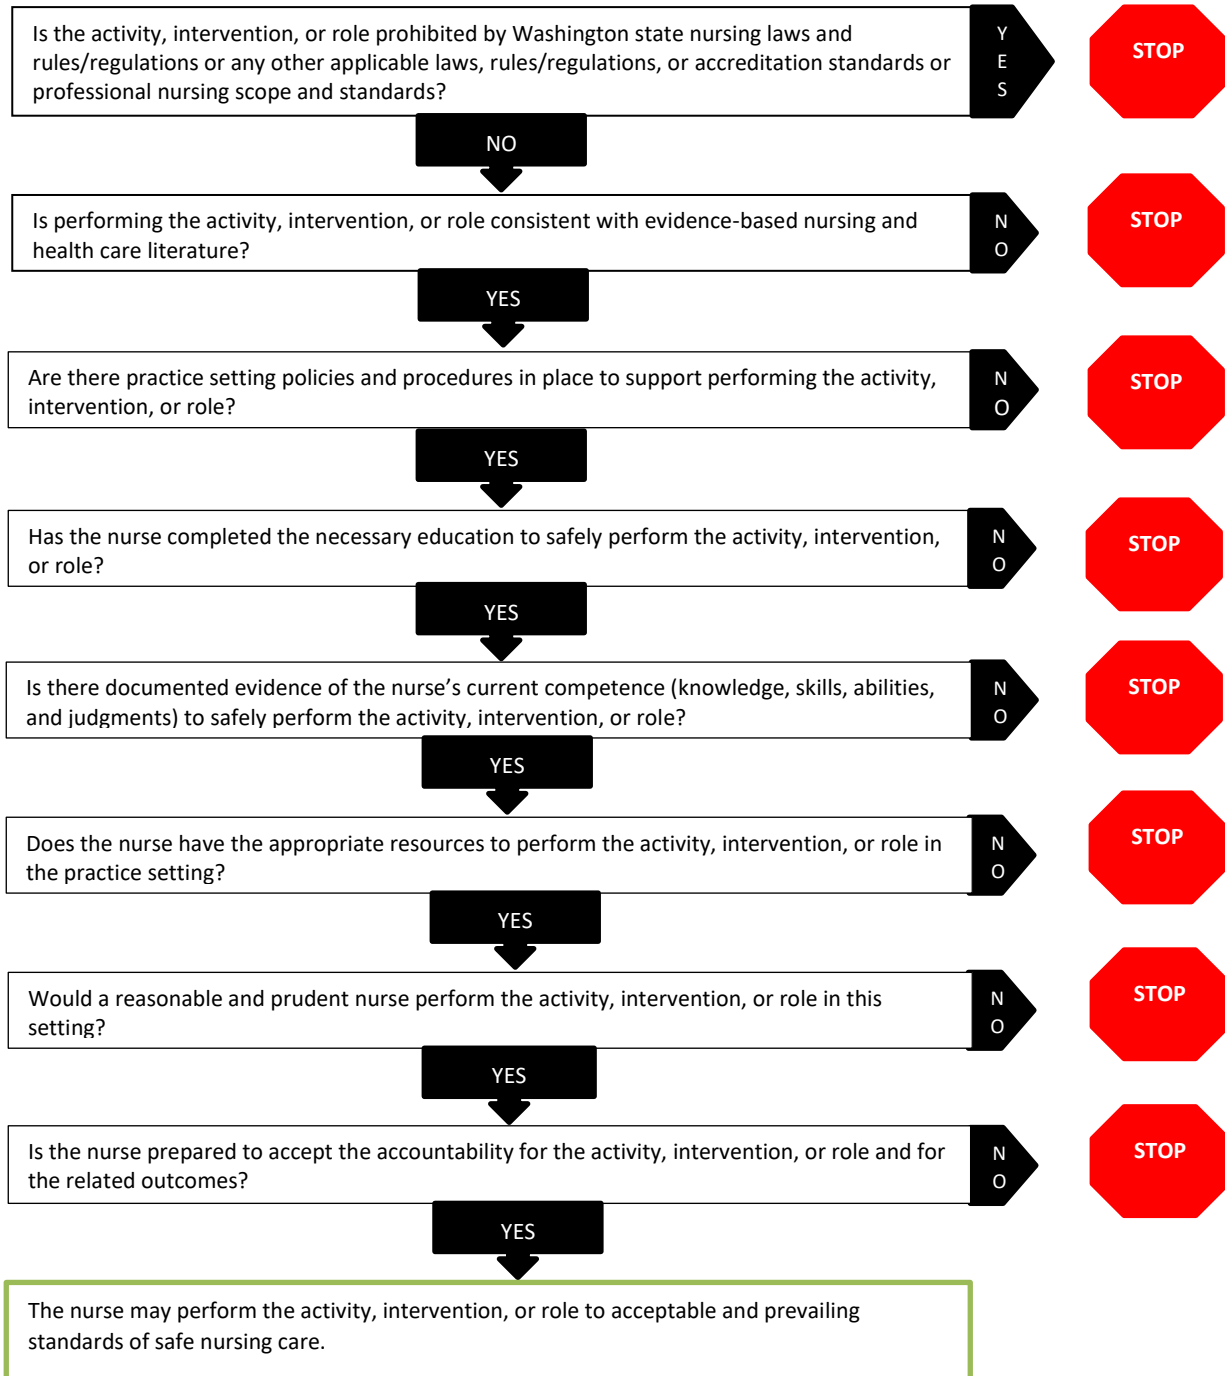 Is the activity, intervention, or role prohibited by Washington state nursing laws and
rules/regulations or any other applicable laws, rules/regulations, or accreditation standards or
professional nursing scope and standards?
Y
E
S
STOP
NO
Is performing the activity, intervention, or role consistent with evidence-based nursing and
health care literature?
N
O
STOP
YES
Are there practice setting policies and procedures in place to support performing the activity,
intervention, or role?
N
O
STOP
YES
Has the nurse completed the necessary education to safely perform the activity, intervention,
or role?
N
O
STOP
YES
Is there documented evidence of the nurse’s current competence (knowledge, skills, abilities,
and judgments) to safely perform the activity, intervention, or role?
N
O
STOP
YES
Does the nurse have the appropriate resources to perform the activity, intervention, or role in
the practice setting?
N
O
STOP
YES
Would a reasonable and prudent nurse perform the activity, intervention, or role in this
setting?
N
O
STOP
YES
Is the nurse prepared to accept the accountability for the activity, intervention, or role and for
the related outcomes?
N
O
STOP
YES
The nurse may perform the activity, intervention, or role to acceptable and prevailing
standards of safe nursing care.